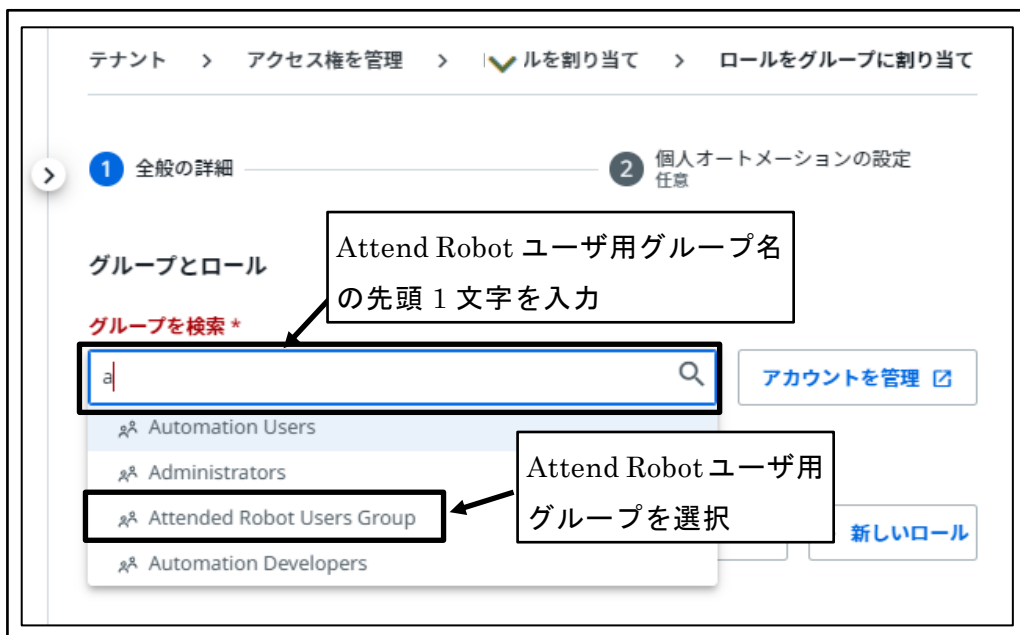 テナント > アクセス権を管理 > ルを割り当て > ロールをグループに割り当て
1 全般の詳細
2 個人オートメーションの設定
任意
Attend Robot ユーザ用グループ名
の先頭 1 文字を入力
グループとロール
グループを検索 *
a
アカウントを管理
Automation Users
Administrators
Attended Robot Users Group
Automation Developers
Attend Robot ユーザ用
グループを選択
新しいロール